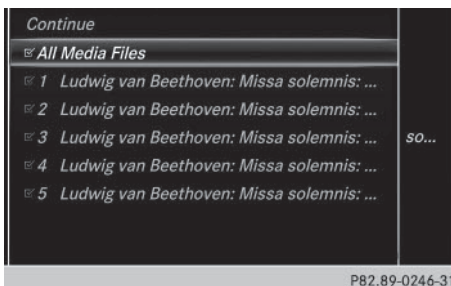 Continue
All Media Files
1 Ludwig van Beethoven: Missa solemnis: ...
2 Ludwig van Beethoven: Missa solemnis: ...
3 Ludwig van Beethoven: Missa solemnis: ...
so...
4 Ludwig van Beethoven: Missa solemnis: ...
5 Ludwig van Beethoven: Missa solemnis: ...
P82.89-0246-31